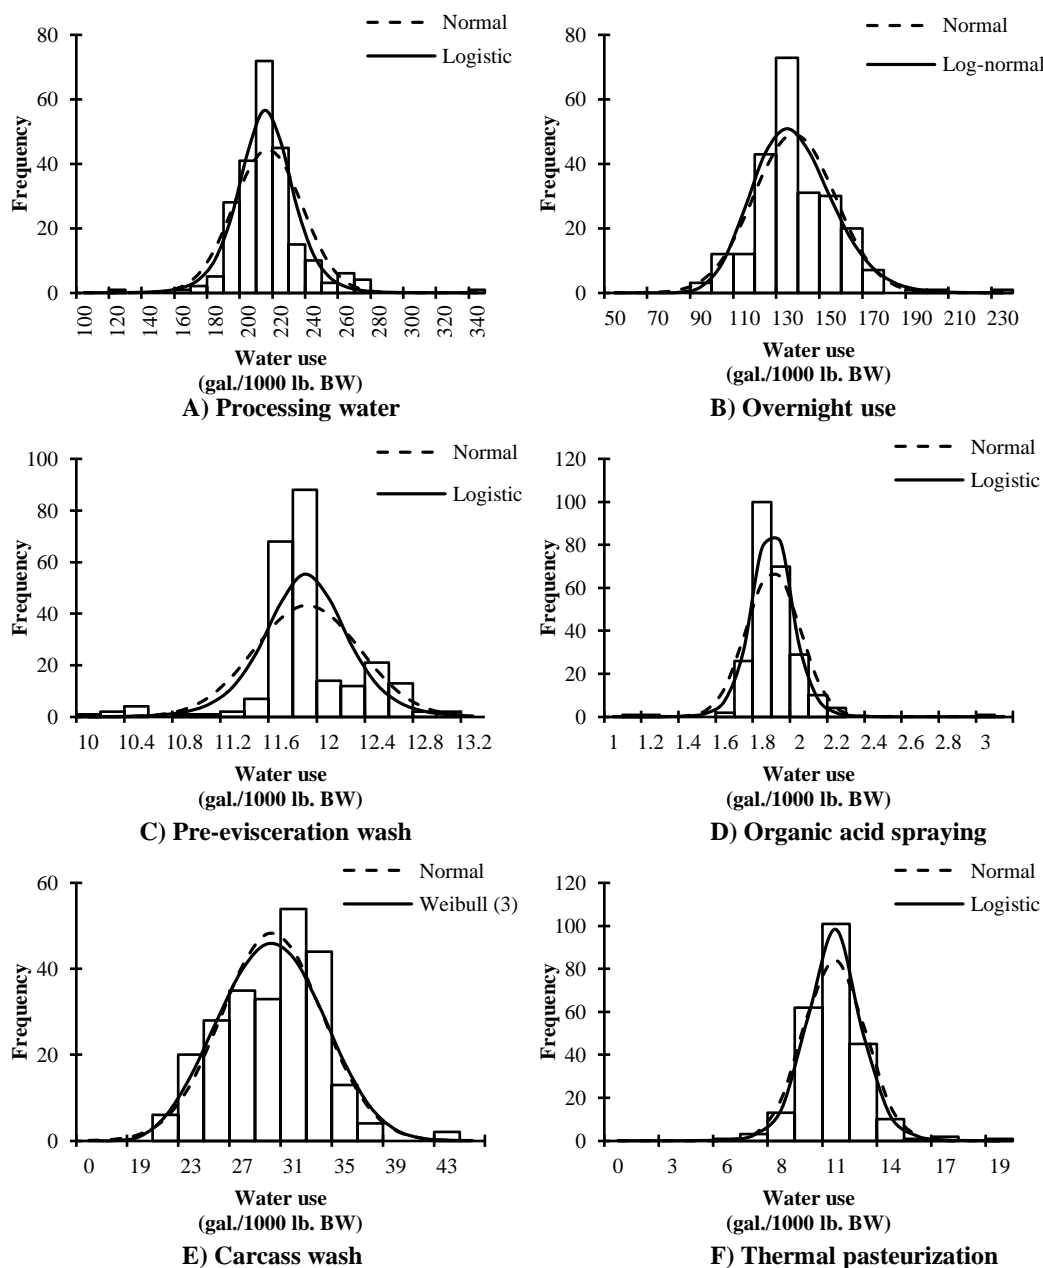 Normal
Logistic
80
60
40
20
0
Frequency
100
120
140
160
180
200
220
240
260
280
300
320
340
Water use
(gal./1000 lb. BW)
A) Processing water
Normal
Log-normal
80
60
40
20
0
Frequency
50 70 90 110 130 150 170 190 210 230
Water use
(gal./1000 lb. BW)
B) Overnight use
Normal
Logistic
100
80
60
40
20
0
Frequency
10 10.4 10.8 11.2 11.6 12 12.4 12.8 13.2
Water use
(gal./1000 lb. BW)
C) Pre-evisceration wash
Normal
Logistic
120
100
80
60
40
20
0
Frequency
1 1.2 1.4 1.6 1.8 2 2.2 2.4 2.6 2.8 3
Water use
(gal./1000 lb. BW)
D) Organic acid spraying
Normal
Weibull (3)
60
40
20
0
Frequency
0 19 23 27 31 35 39 43
Water use
(gal./1000 lb. BW)
E) Carcass wash
Normal
Logistic
120
100
80
60
40
20
0
Frequency
0 3 6 8 11 14 17 19
Water use
(gal./1000 lb. BW)
F) Thermal pasteurization